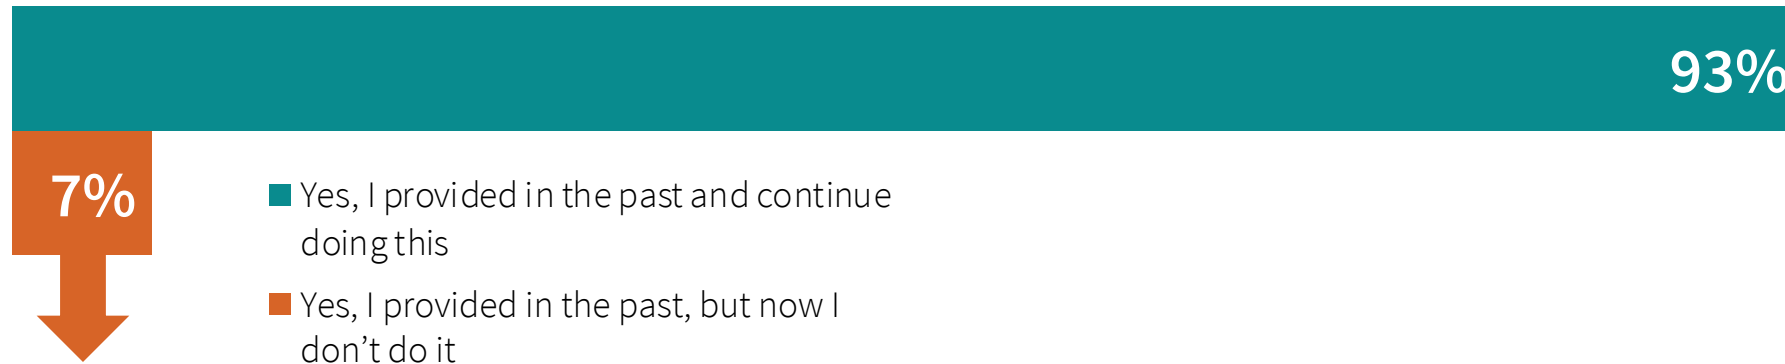 93%
7%
Yes, I provided in the past and continue
doing this
Yes, I provided in the past, but now I
don’t do it